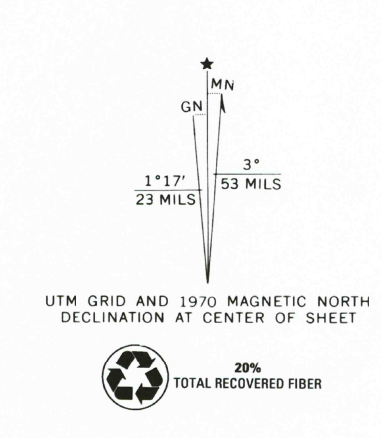 MN
GN
3°
53 MILS
1°17'
23 MILS
UTM GRID AND 1970 MAGNETIC NORTH
DECLINATION AT CENTER OF SHEET
20%
TOTAL RECOVERED FIBER